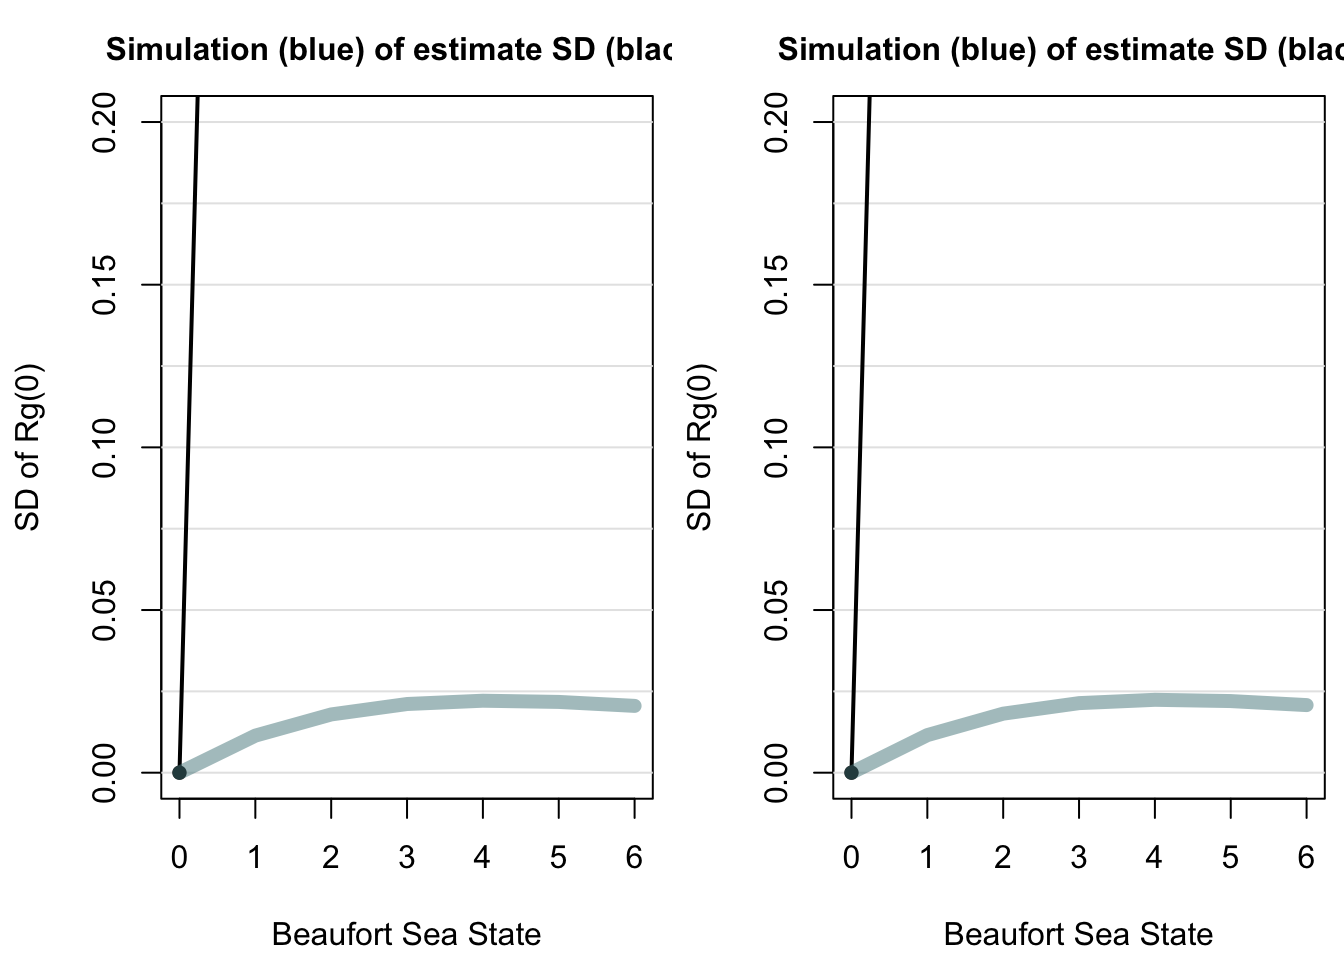 Simulation (blue) of estimate SD (blac
SD of Rg(0)
0.20
0.15
0.10
0.05
0.00
0 1 2 3 4 5 6
Beaufort Sea State
Simulation (blue) of estimate SD (blac
SD of Rg(0)
0.20
0.15
0.10
0.05
0.00
0 1 2 3 4 5 6
Beaufort Sea State